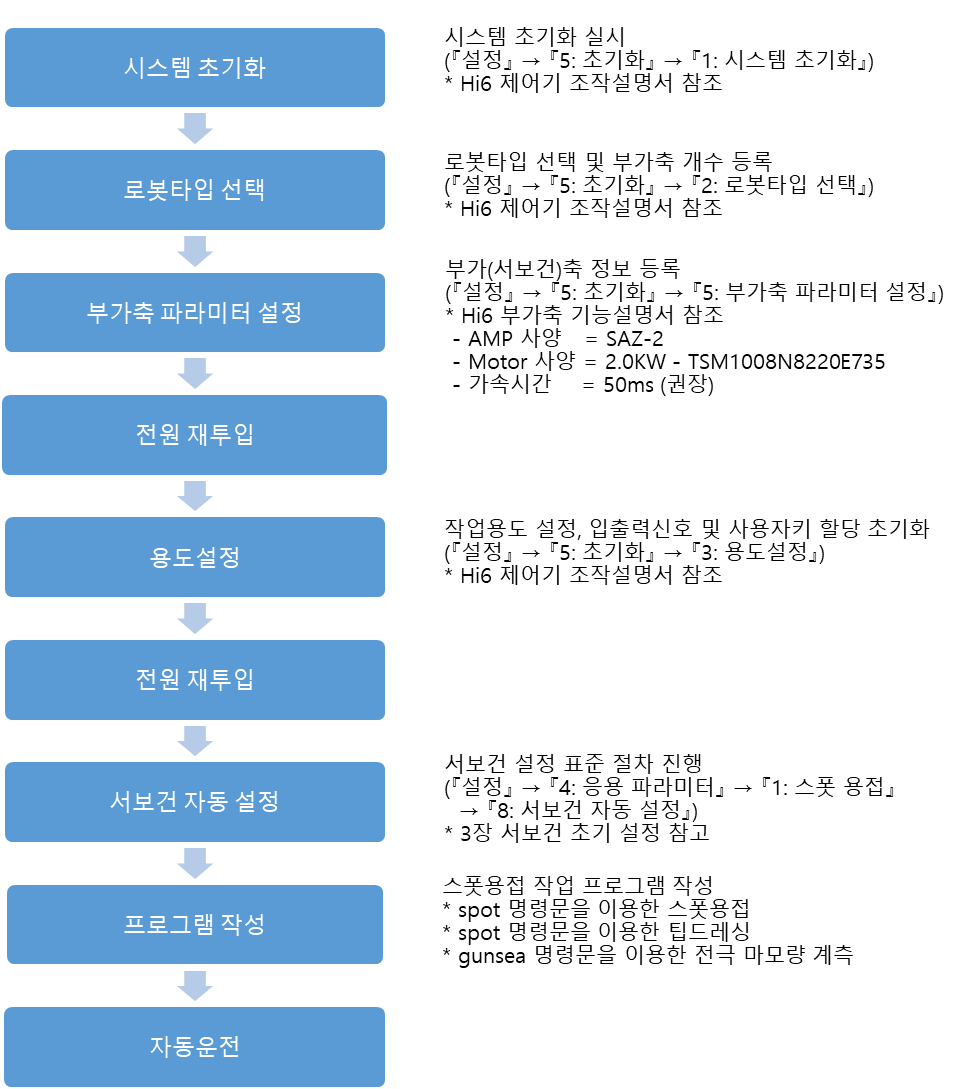 시스템 초기화
시스템 초기화 실시
(『설정』 → 『5: 초기화』 → 『1: 시스템 초기화』)
* Hi6 제어기 조작설명서 참조
로봇타입 선택
로봇타입 선택 및 부가축 개수 등록
(『설정』 → 『5: 초기화』 → 『2: 로봇타입 선택』)
* Hi6 제어기 조작설명서 참조
부가축 파라미터 설정
부가(서보건)축 정보 등록
(『설정』 → 『5: 초기화』 → 『5: 부가축 파라미터 설정』)
* Hi6 부가축 기능설명서 참조
- AMP 사양 = SAZ-2
- Motor 사양 = 2.0KW - TSM1008N8220E735
- 가속시간 = 50ms (권장)
전원 재투입
용도설정
작업용도 설정, 입출력신호 및 사용자키 할당 초기화
(『설정』 → 『5: 초기화』 → 『3: 용도설정』)
* Hi6 제어기 조작설명서 참조
전원 재투입
서보건 자동 설정
서보건 설정 표준 절차 진행
(『설정』 → 『4: 응용 파라미터』 → 『1: 스폿 용접』
→ 『8: 서보건 자동 설정』)
* 3장 서보건 초기 설정 참고
프로그램 작성
스폿용접 작업 프로그램 작성
* spot 명령문을 이용한 스폿용접
* spot 명령문을 이용한 팁드레싱
* gunsea 명령문을 이용한 전극 마모량 계측
자동운전